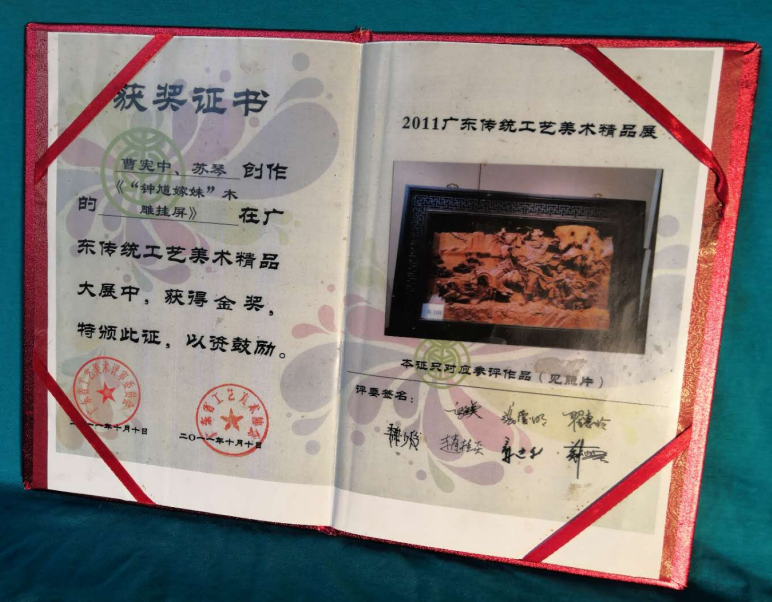 获奖证书
曹宪中、苏琴 创作
的《“钟馗嫁妹”木
雕挂屏》 在广
东传统工艺美术精品
大展中，获得金奖，
特颁此证，以资鼓励。
二〇一一年十月十日
二〇一一年十月十日
2011广东传统工艺美术精品展
本证只对应参评作品（见照片）
评委签名：